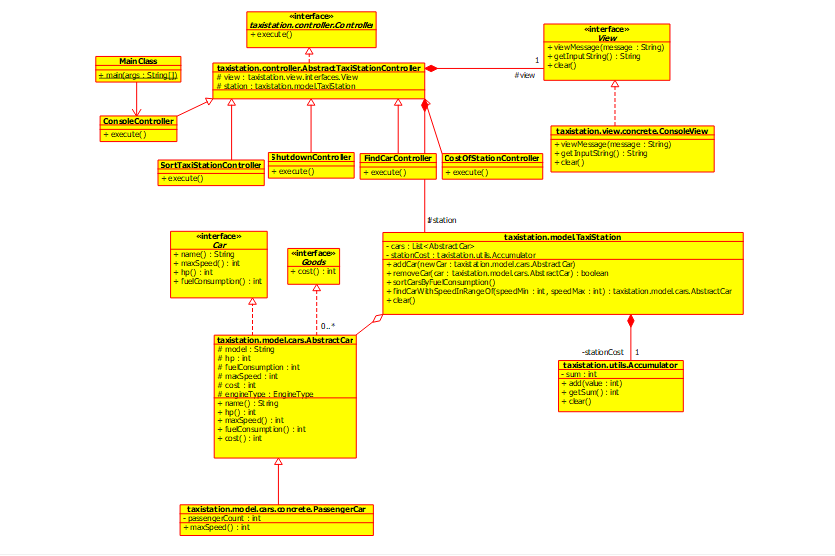 «interface»
taxistation.controller.Controller
+ execute()
«interface»
View
+ viewMessage(message : String)
+ getInputString() : String
+ clear()
MainClass
+ main(args : String[])
taxistation.controller.AbstractTaxiStationController
# view : taxistation.view.interfaces.View
# station : taxistation.model.TaxiStation
1
#view
ConsoleController
+ execute()
taxistation.view.concrete.ConsoleView
+ viewMessage(message : String)
+ getInputString() : String
+ clear()
SortTaxiStationController
+ execute()
ShutdownController
+ execute()
FindCarController
+ execute()
CostOfStationController
+ execute()
1
#station
«interface»
Car
+ name() : String
+ maxSpeed() : int
+ hp() : int
+ fuelConsumption() : int
«interface»
Goods
+ cost() : int
taxistation.model.TaxiStation
- cars : List<AbstractCar>
- stationCost : taxistation.utils.Accumulator
+ addCar(newCar : taxistation.model.cars.AbstractCar)
+ removeCar(car : taxistation.model.cars.AbstractCar) : boolean
+ sortCarsByFuelConsumption()
+ findCarWithSpeedInRangeOf(speedMin : int, speedMax : int) : taxistation.model.cars.AbstractCar
+ clear()
0..*
taxistation.model.cars.AbstractCar
# model : String
# hp : int
# fuelConsumption : int
# maxSpeed : int
# cost : int
# engineType : EngineType
+ name() : String
+ hp() : int
+ maxSpeed() : int
+ fuelConsumption() : int
+ cost() : int
-stationCost
1
taxistation.utils.Accumulator
- sum : int
+ add(value : int)
+ getSum() : int
+ clear()
taxistation.model.cars.concrete.PassengerCar
- passengerCount : int
+ maxSpeed() : int